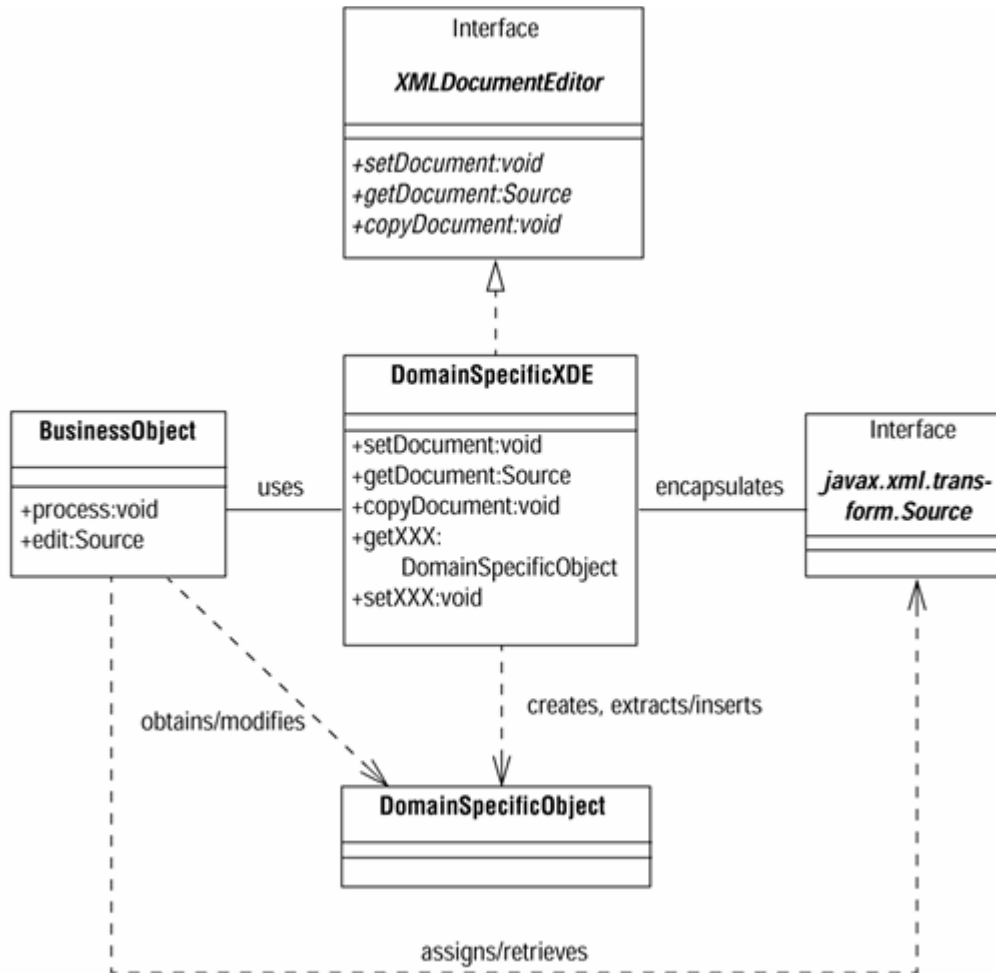 Interface
XMLDocumentEditor
+setDocument:void
+getDocument:Source
+copyDocument:void
DomainSpecificXDE
+setDocument:void
+getDocument:Source
+copyDocument:void
+getXXX:
DomainSpecificObject
+setXXX:void
BusinessObject
+process:void
+edit:Source
uses
encapsulates
Interface
javax.xml.trans-
form.Source
obtains/modifies
creates, extracts/inserts
DomainSpecificObject
assigns/retrieves